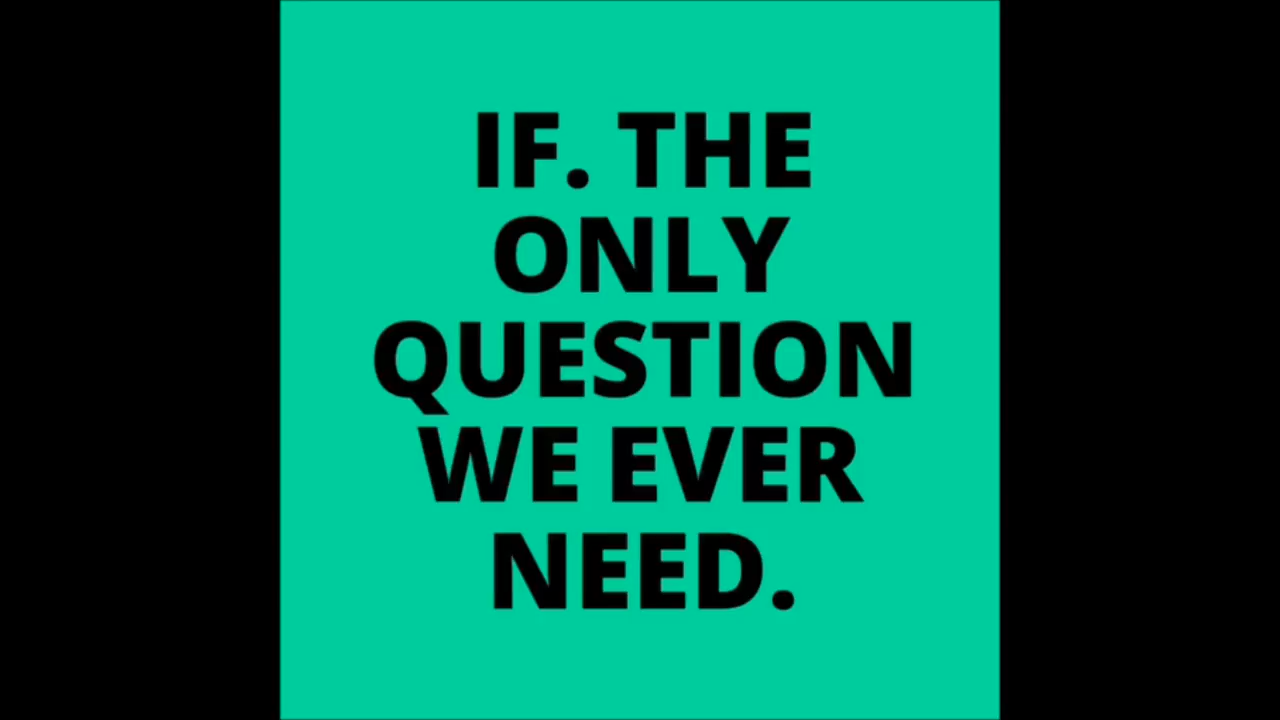 IF. THE
ONLY
QUESTION
WE EVER
NEED.